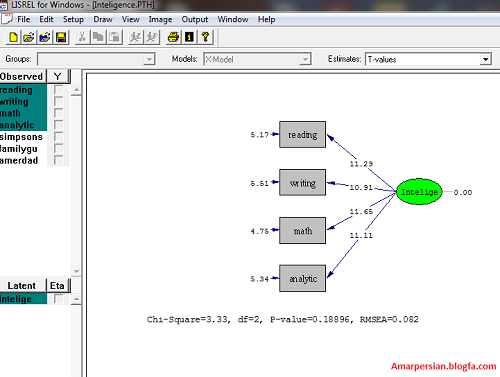 LISREL for Windows - [Inteligence.PTH]
File Edit Setup Draw View Image Output Window Help
Groups: Models: X-Model Estimates: T-values
Observed Y
reading
writing
math
analytic
simpsons
familygu
amerdad
Latent Eta
Intelige
5.17 reading
11.29
5.51 writing
10.91
Intelige 0.00
11.65
4.75 math
11.11
5.34 analytic
Chi-Square=3.33, df=2, P-value=0.18896, RMSEA=0.082
Amarpersian.blogfa.com